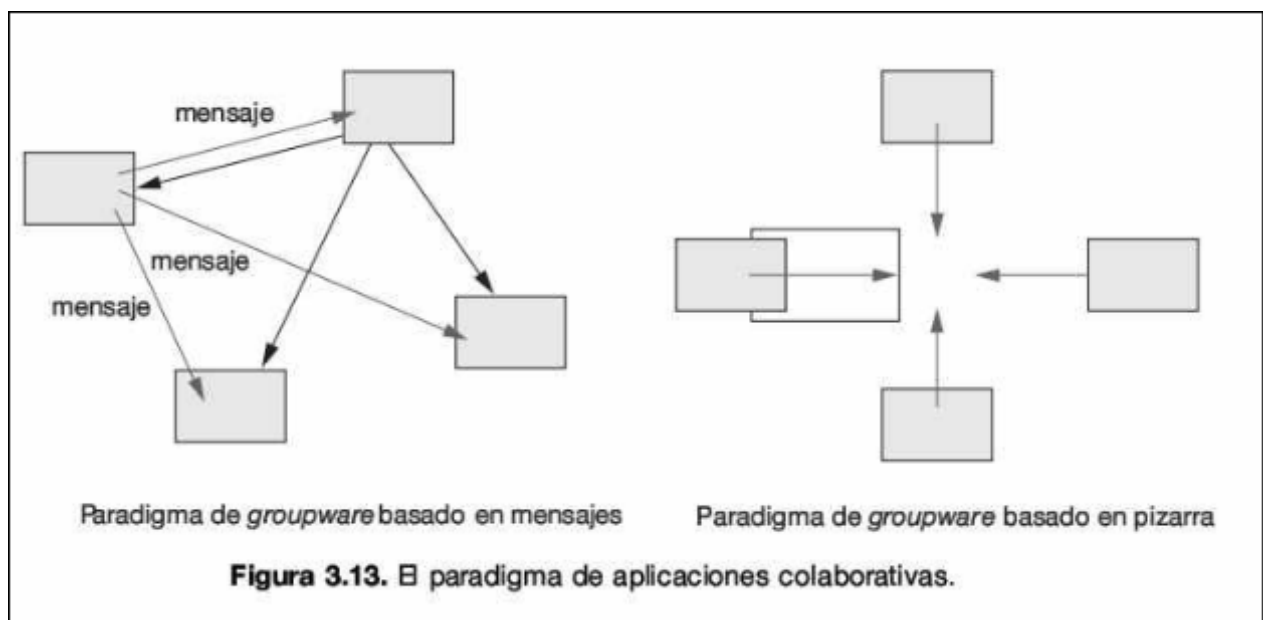 mensaje
mensaje
mensaje
Paradigma de groupware basado en mensajes
Paradigma de groupware basado en pizarra
Figura 3.13. El paradigma de aplicaciones colaborativas.